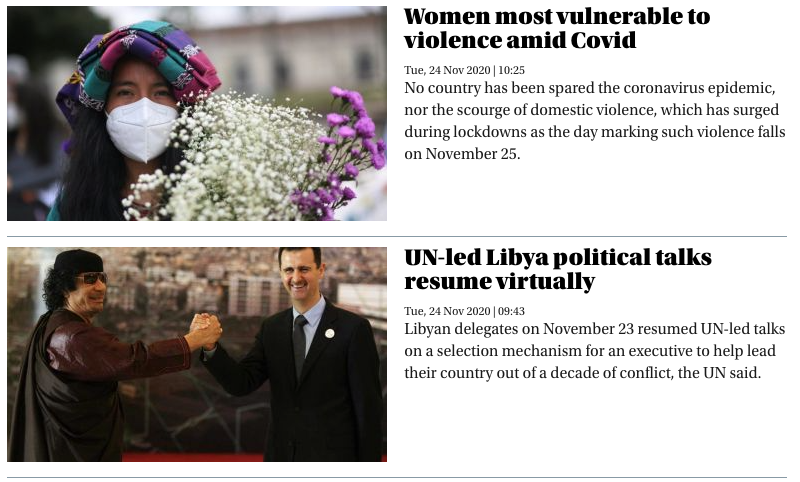 Women most vulnerable to
violence amid Covid
Tue, 24 Nov 2020 | 10:25
No country has been spared the coronavirus epidemic,
nor the scourge of domestic violence, which has surged
during lockdowns as the day marking such violence falls
on November 25.
UN-led Libya political talks
resume virtually
Tue, 24 Nov 2020 | 09:43
Libyan delegates on November 23 resumed UN-led talks
on a selection mechanism for an executive to help lead
their country out of a decade of conflict, the UN said.